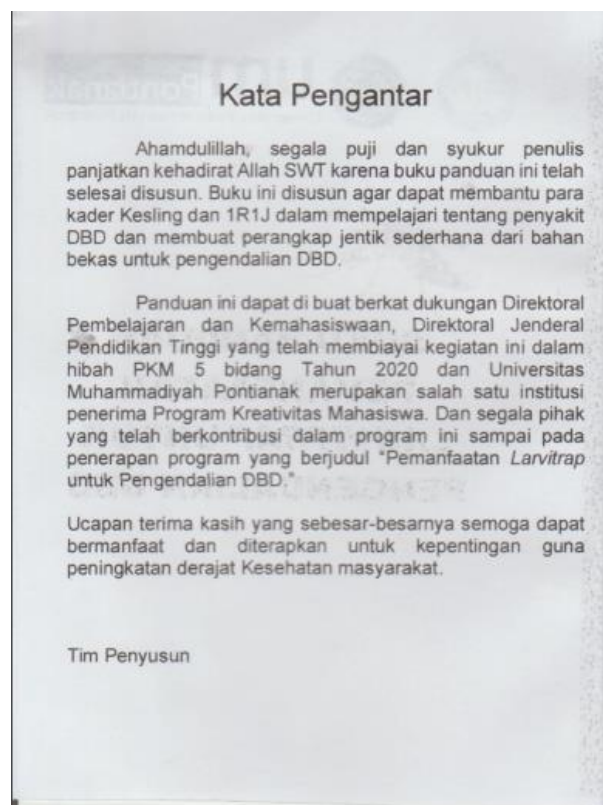 Kata Pengantar
Ahamdulillah, segala puji dan syukur penulis
panjatkan kehadirat Allah SWT karena buku panduan ini telah
selesai disusun. Buku ini disusun agar dapat membantu para
kader Kesling dan 1R1J dalam mempelajari tentang penyakit
DBD dan membuat perangkap jentik sederhana dari bahan
bekas untuk pengendalian DBD.
Panduan ini dapat di buat berkat dukungan Direktoral
Pembelajaran dan Kemahasiswaan, Direktoral Jenderal
Pendidikan Tinggi yang telah membiayai kegiatan ini dalam
hibah PKM 5 bidang Tahun 2020 dan Universitas
Muhammadiyah Pontianak merupakan salah satu institusi
penerima Program Kreativitas Mahasiswa. Dan segala pihak
yang telah berkontribusi dalam program ini sampai pada
penerapan program yang berjudul "Pemanfaatan Larvitrap
untuk Pengendalian DBD."
Ucapan terima kasih yang sebesar-besarnya semoga dapat
bermanfaat dan diterapkan untuk kepentingan guna
peningkatan derajat Kesehatan masyarakat.
Tim Penyusun